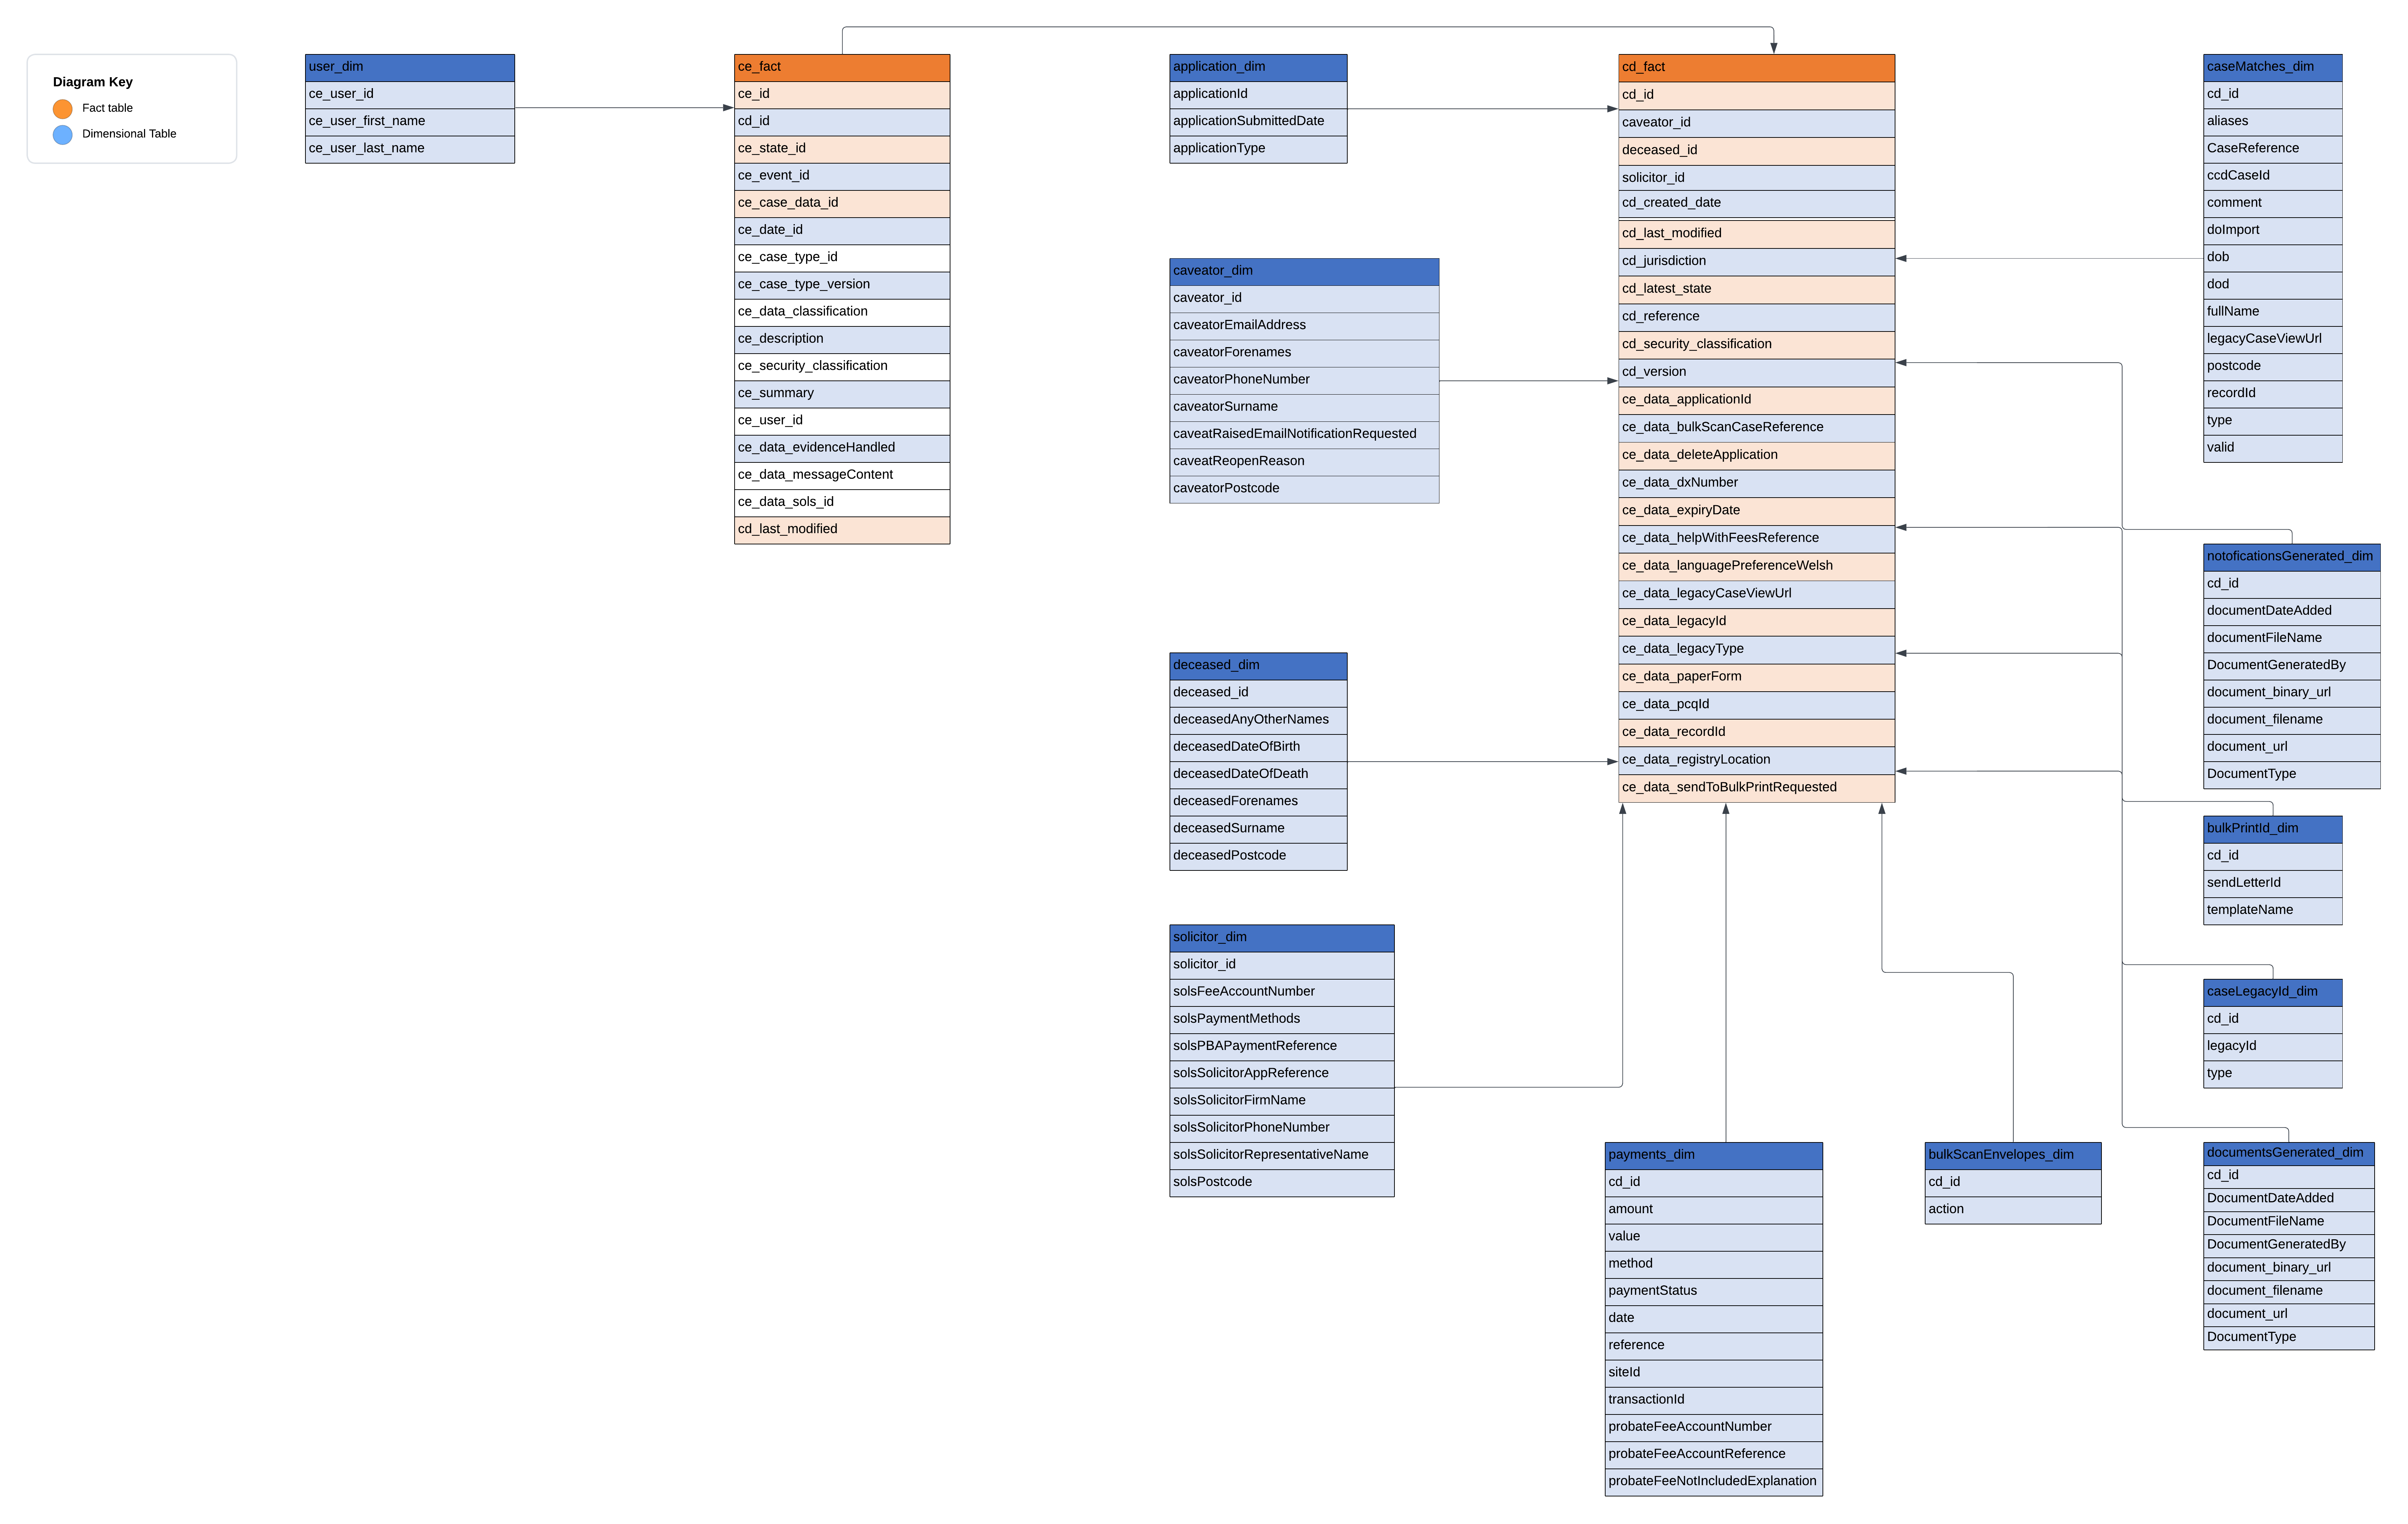 Diagram Key
Fact table
Dimensional Table
user_dim
ce_user_id
ce_user_first_name
ce_user_last_name
ce_fact
ce_id
cd_id
ce_state_id
ce_event_id
ce_case_data_id
ce_date_id
ce_case_type_id
ce_case_type_version
ce_data_classification
ce_description
ce_security_classification
ce_summary
ce_user_id
ce_data_evidenceHandled
ce_data_messageContent
ce_data_sols_id
cd_last_modified
application_dim
applicationId
applicationSubmittedDate
applicationType
caveator_dim
caveator_id
caveatorEmailAddress
caveatorForenames
caveatorPhoneNumber
caveatorSurname
caveatRaisedEmailNotificationRequested
caveatReopenReason
caveatorPostcode
deceased_dim
deceased_id
deceasedAnyOtherNames
deceasedDateOfBirth
deceasedDateOfDeath
deceasedForenames
deceasedSurname
deceasedPostcode
solicitor_dim
solicitor_id
solsFeeAccountNumber
solsPaymentMethods
solsPBAPaymentReference
solsSolicitorAppReference
solsSolicitorFirmName
solsSolicitorPhoneNumber
solsSolicitorRepresentativeName
solsPostcode
cd_fact
cd_id
caveator_id
deceased_id
solicitor_id
cd_created_date
cd_last_modified
cd_jurisdiction
cd_latest_state
cd_reference
cd_security_classification
cd_version
ce_data_applicationId
ce_data_bulkScanCaseReference
ce_data_deleteApplication
ce_data_dxNumber
ce_data_expiryDate
ce_data_helpWithFeesReference
ce_data_languagePreferenceWelsh
ce_data_legacyCaseViewUrl
ce_data_legacyId
ce_data_legacyType
ce_data_paperForm
ce_data_pcqId
ce_data_recordId
ce_data_registryLocation
ce_data_sendToBulkPrintRequested
payments_dim
cd_id
amount
value
method
paymentStatus
date
reference
siteId
transactionId
probateFeeAccountNumber
probateFeeAccountReference
probateFeeNotIncludedExplanation
bulkScanEnvelopes_dim
cd_id
action
caseMatches_dim
cd_id
aliases
CaseReference
ccdCaseId
comment
doImport
dob
dod
fullName
legacyCaseViewUrl
postcode
recordId
type
valid
notoficationsGenerated_dim
cd_id
documentDateAdded
documentFileName
DocumentGeneratedBy
document_binary_url
document_filename
document_url
DocumentType
bulkPrintId_dim
cd_id
sendLetterId
templateName
caseLegacyId_dim
cd_id
legacyId
type
documentsGenerated_dim
cd_id
DocumentDateAdded
DocumentFileName
DocumentGeneratedBy
document_binary_url
document_filename
document_url
DocumentType